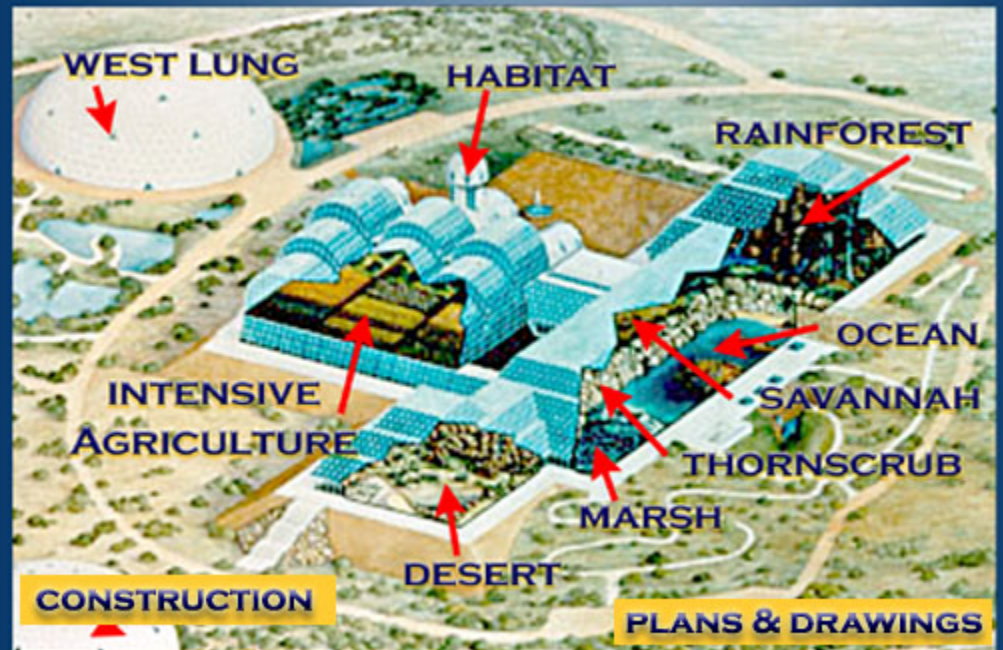 WEST LUNG
HABITAT
RAINFOREST
OCEAN
INTENSIVE
AGRICULTURE
SAVANNAH
THORNSCRUB
MARSH
DESERT
CONSTRUCTION
PLANS & DRAWINGS